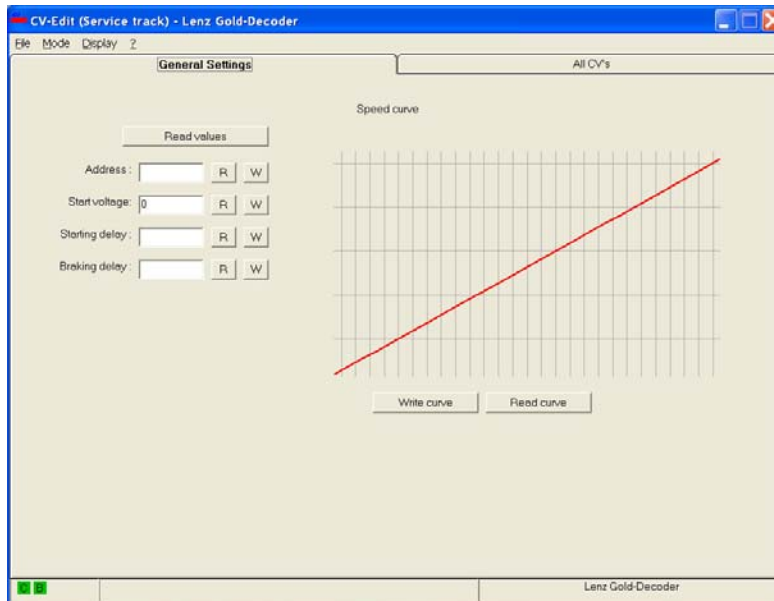 CV-Edit (Service track) - Lenz Gold-Decoder
File Mode Display ?
General Settings All CV's
Speed curve
Read values
Address : R W
Start voltage: 0 R W
Starting delay : R W
Braking delay : R W
Write curve Read curve
C B Lenz Gold-Decoder